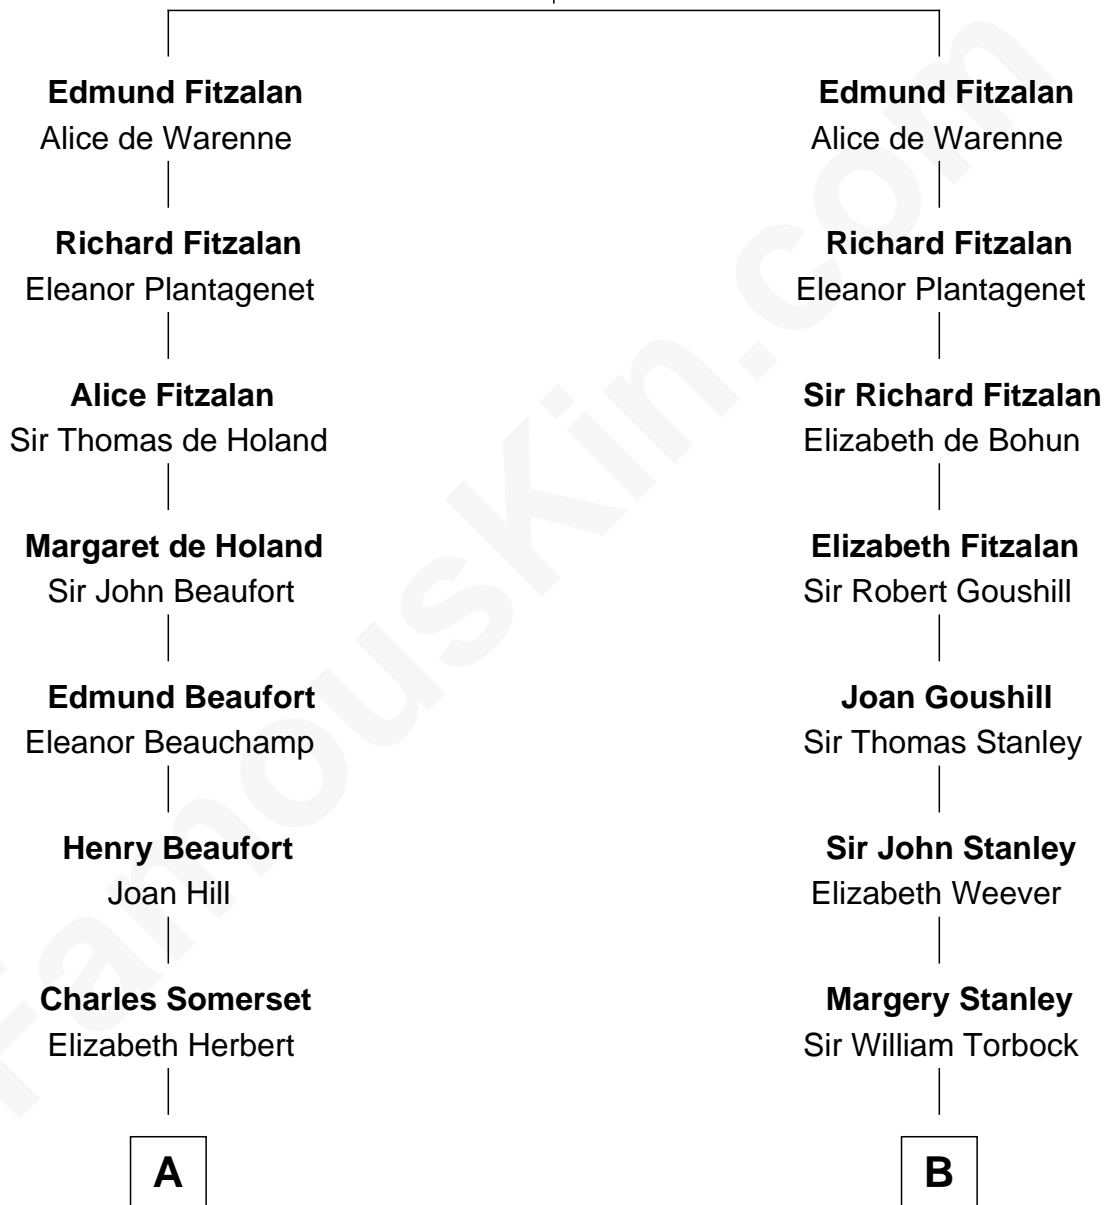 Edmund Fitzalan
Alice de Warenne
Richard Fitzalan
Eleanor Plantagenet
Alice Fitzalan
Sir Thomas de Holand
Margaret de Holand
Sir John Beaufort
Edmund Beaufort
Eleanor Beauchamp
Henry Beaufort
Joan Hill
Charles Somerset
Elizabeth Herbert
A
Edmund Fitzalan
Alice de Warenne
Richard Fitzalan
Eleanor Plantagenet
Sir Richard Fitzalan
Elizabeth de Bohun
Elizabeth Fitzalan
Sir Robert Goushill
Joan Goushill
Sir Thomas Stanley
Sir John Stanley
Elizabeth Weever
Margery Stanley
Sir William Torbock
B
FamousKin.com